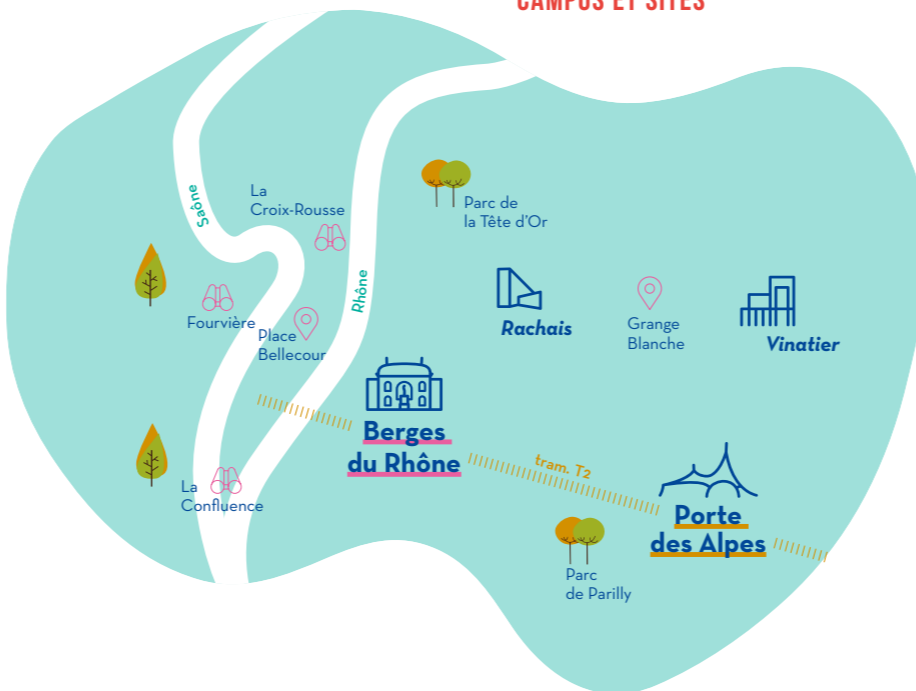 CAMPUS ET SITES
Saône
La
Croix-Rousse
Parc de
la Tête d'Or
Rhône
Fourvière
Place
Bellecour
Rachais
Grange
Blanche
Vinatier
Berges
du Rhône
tram. T2
La
Confluence
Porte
des Alpes
Parc
de Parilly